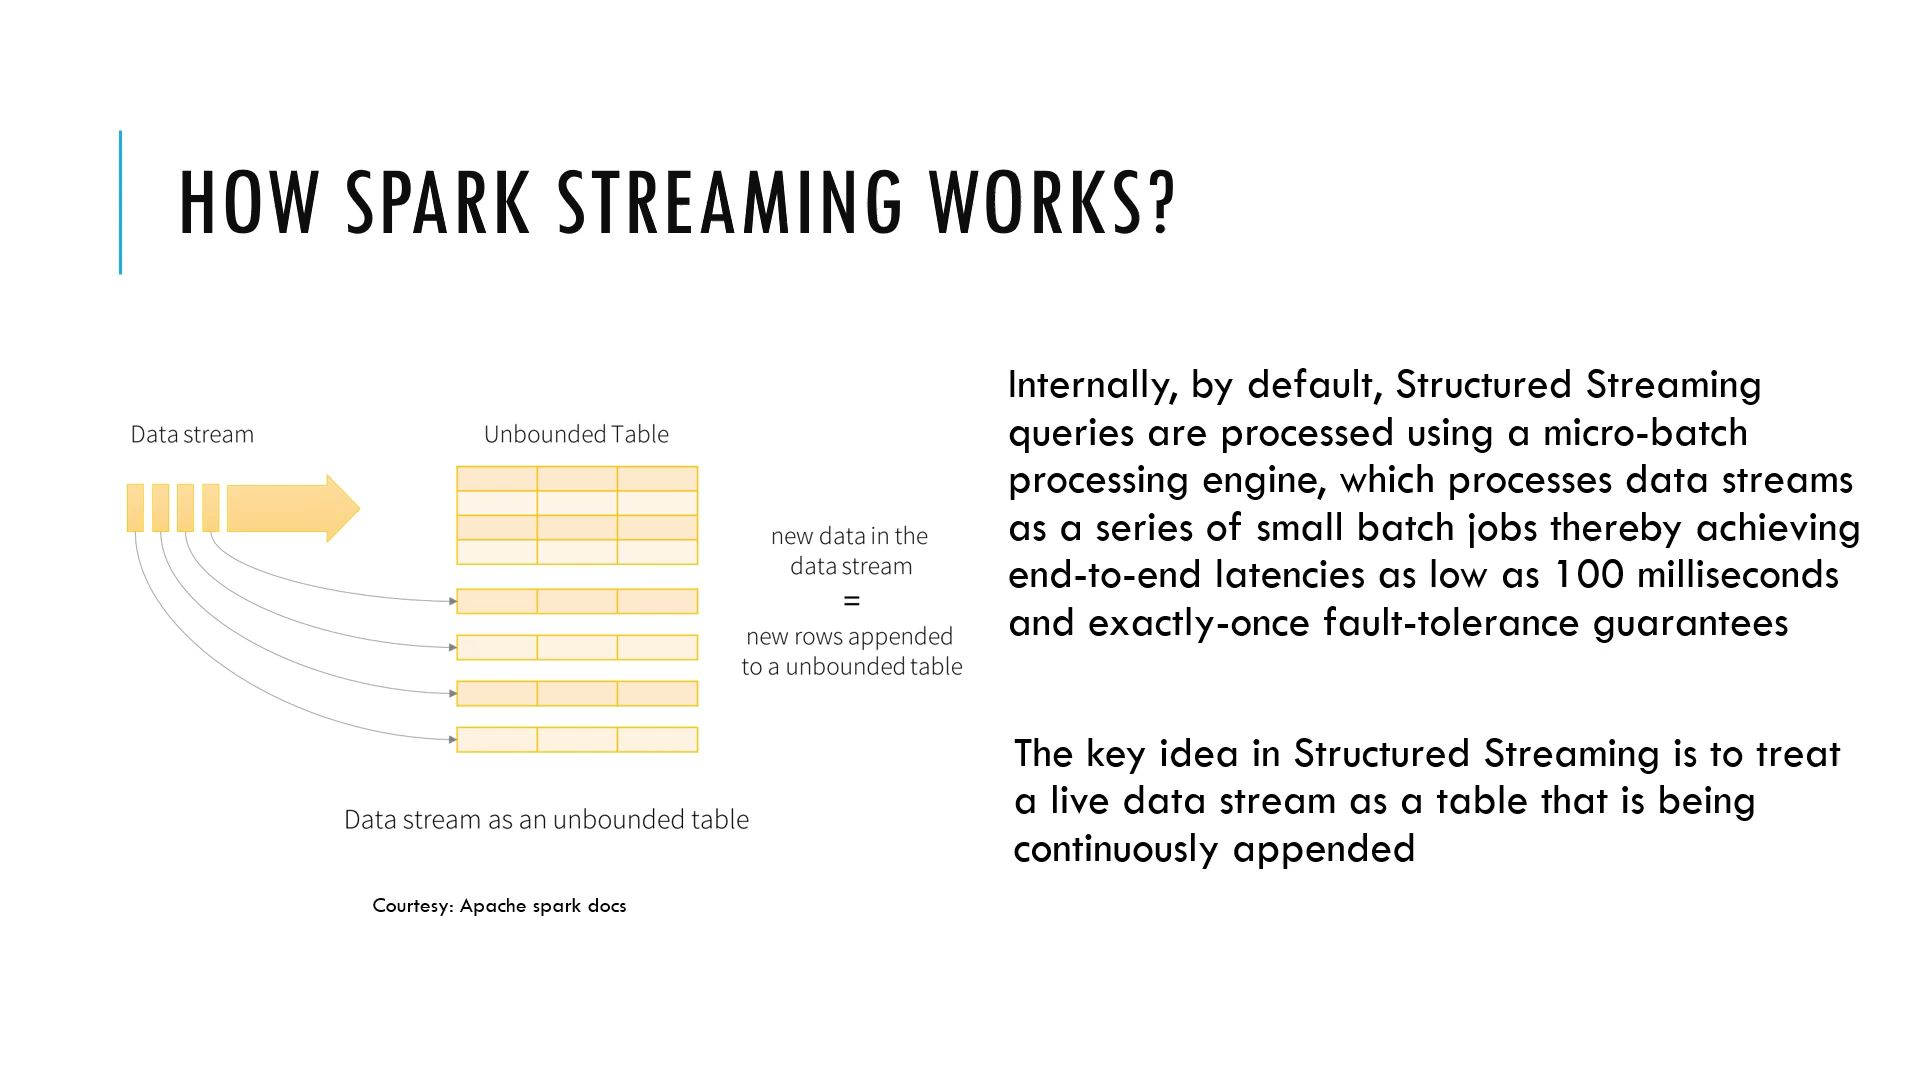 HOW SPARK STREAMING WORKS?
Data stream
Unbounded Table
new data in the
data stream
=
new rows appended
to a unbounded table
Data stream as an unbounded table
Courtesy: Apache spark docs
Internally, by default, Structured Streaming
queries are processed using a micro-batch
processing engine, which processes data streams
as a series of small batch jobs thereby achieving
end-to-end latencies as low as 100 milliseconds
and exactly-once fault-tolerance guarantees
The key idea in Structured Streaming is to treat
a live data stream as a table that is being
continuously appended